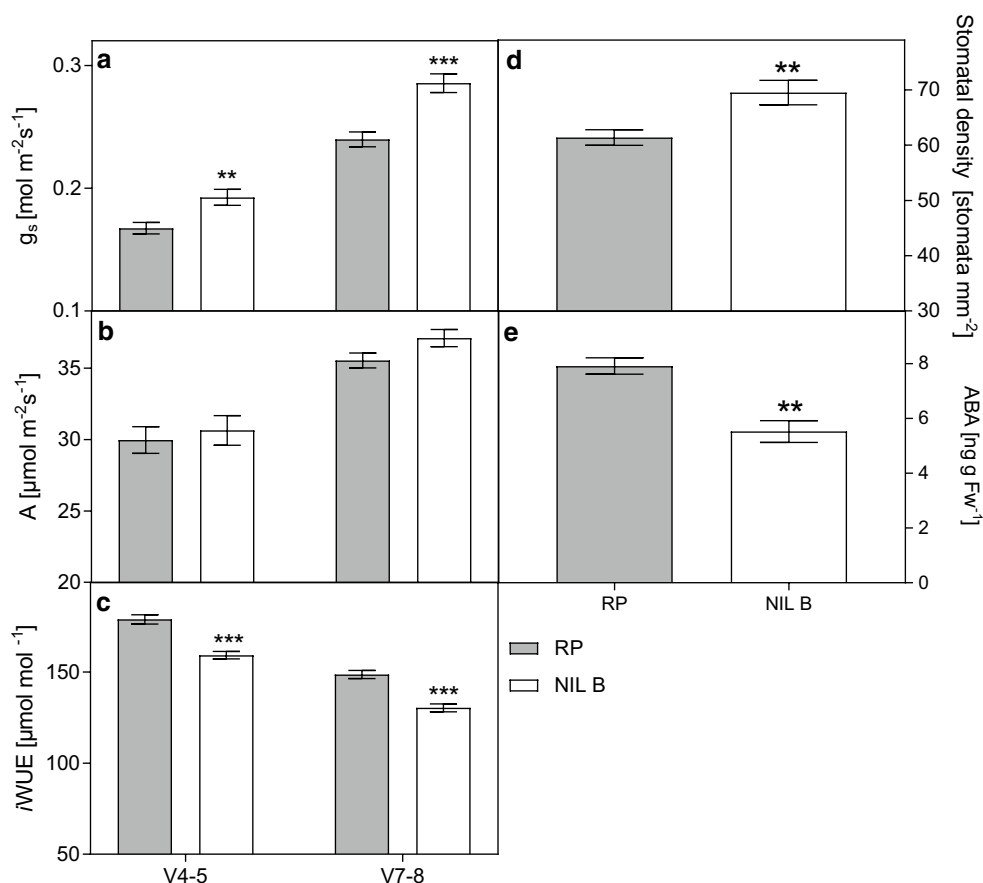 a
g_s [mol m⁻²s⁻¹]
0.3
0.2
0.1
**
***
b
A [µmol m⁻²s⁻¹]
35
30
25
20
c
iWUE [µmol mol ⁻¹]
150
100
50
***
***
V4-5
V7-8
d
Stomatal density [stomata mm⁻²]
70
60
50
40
30
**
e
ABA [ng g Fw⁻¹]
8
6
4
2
0
**
RP
NIL B
RP
NIL B